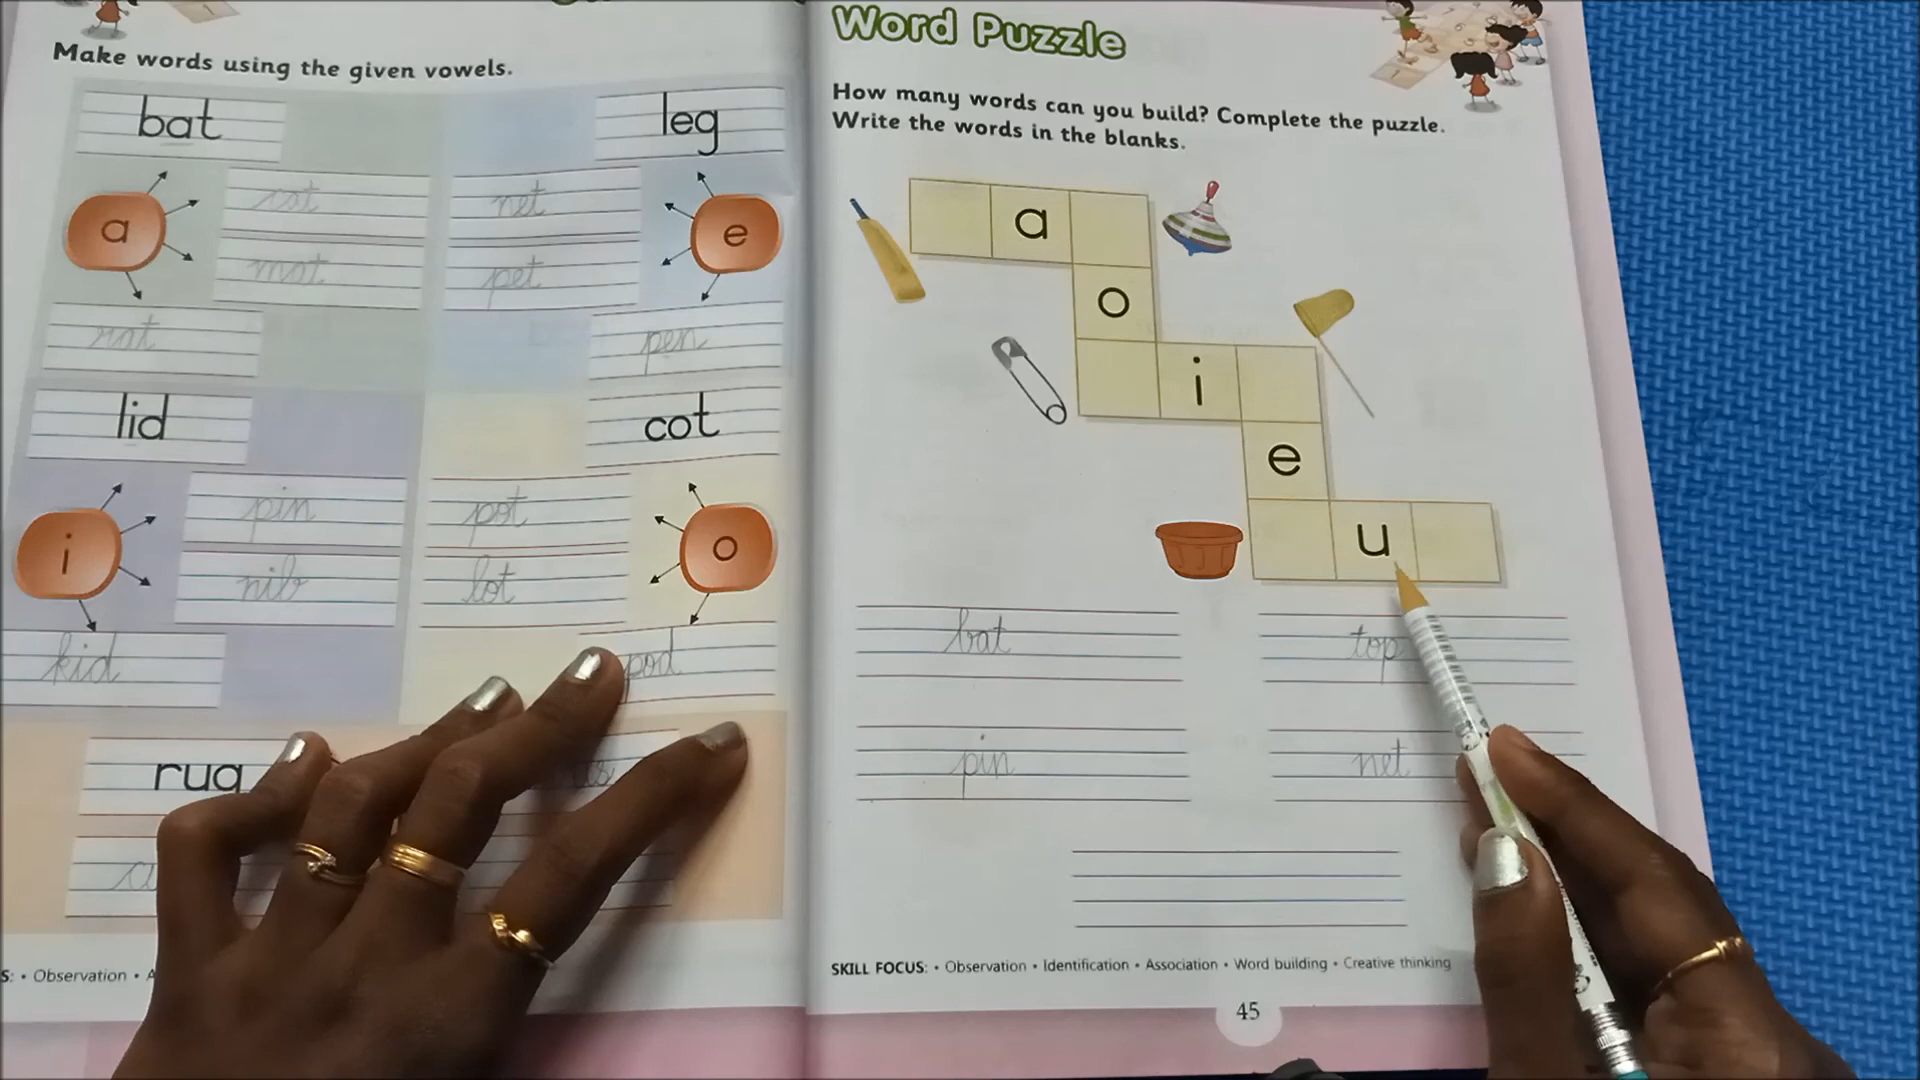 Make words using the given vowels.
bat
leg
a
cat
net
e
mat
pet
rat
pen
lid
cot
i
pin
pot
o
nib
lot
kid
pod
rug
S: • Observation • A
Word Puzzle
How many words can you build? Complete the puzzle.
Write the words in the blanks.
a
o
i
e
u
bat
top
pin
net
SKILL FOCUS: • Observation • Identification • Association • Word building • Creative thinking
45